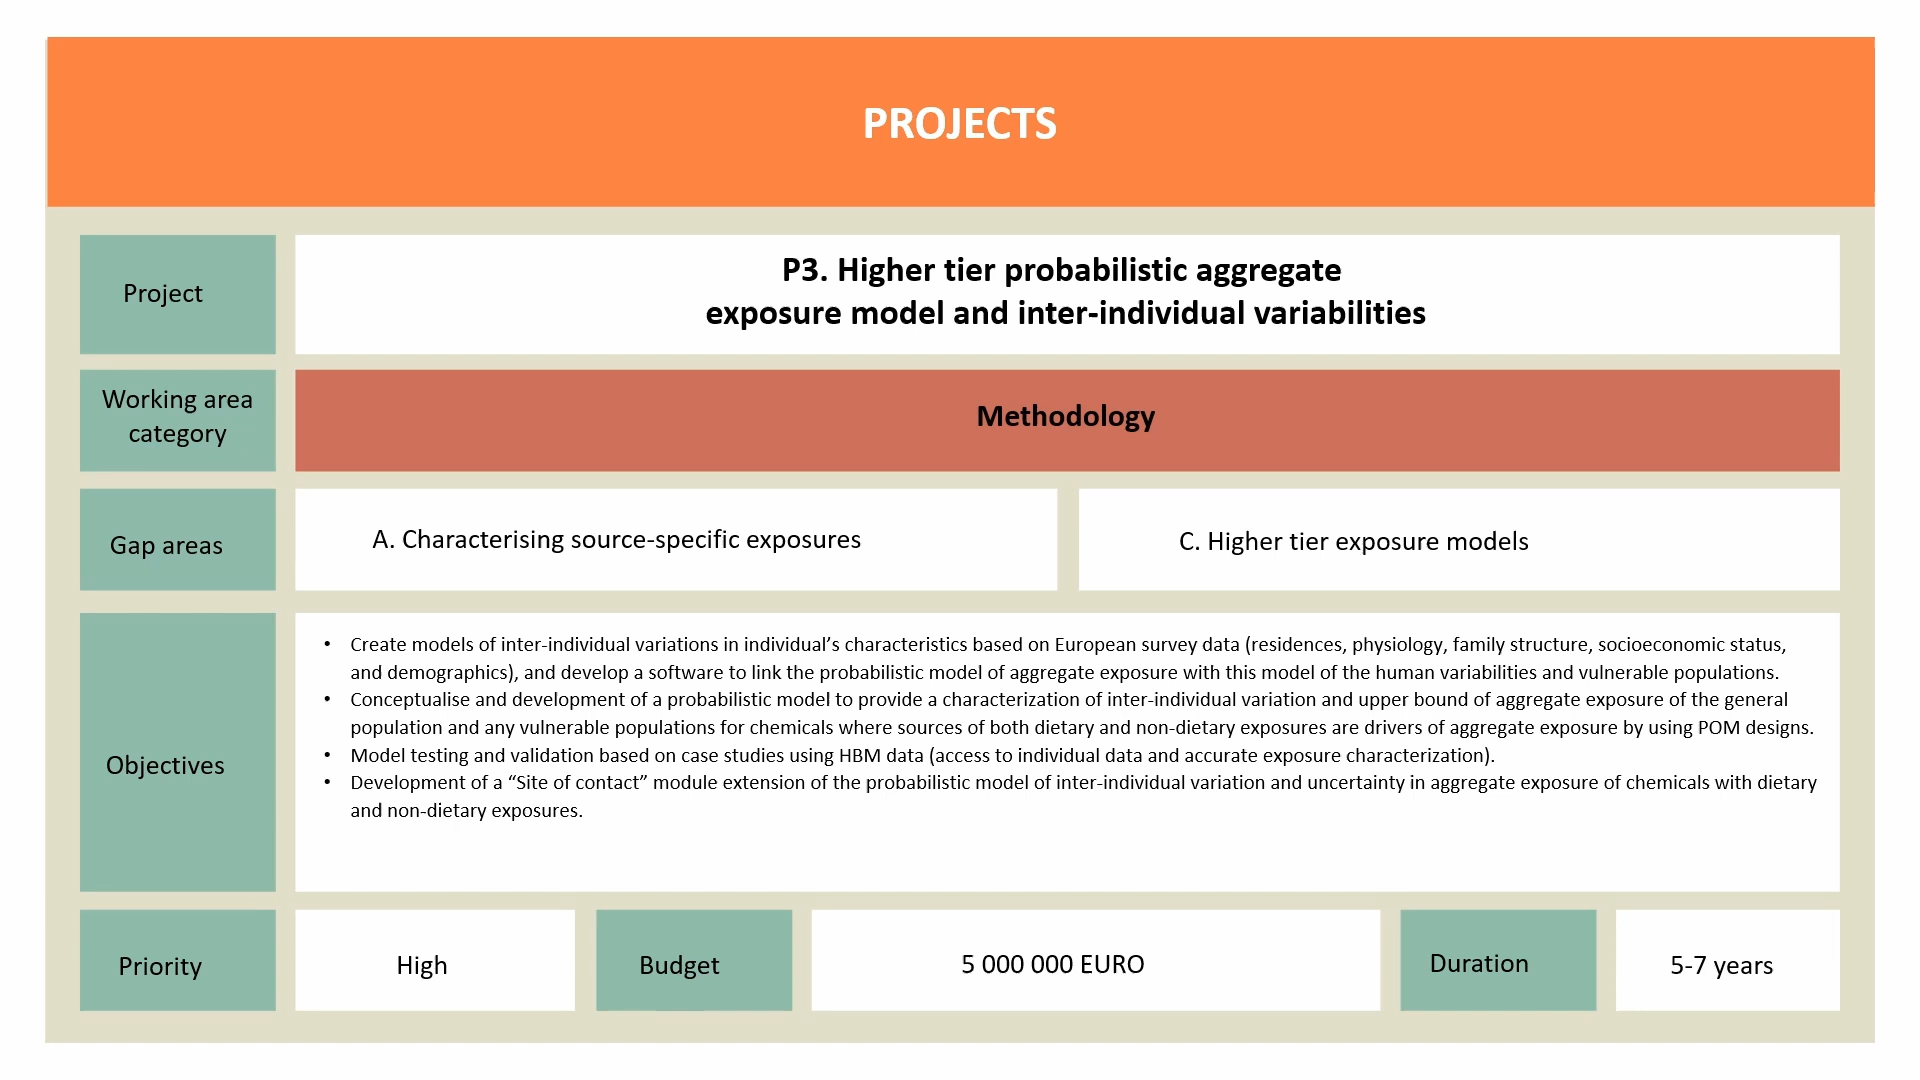 PROJECTS
Project
P3. Higher tier probabilistic aggregate
exposure model and inter-individual variabilities
Working area
category
Methodology
Gap areas
A. Characterising source-specific exposures
C. Higher tier exposure models
Objectives
• Create models of inter-individual variations in individual’s characteristics based on European survey data (residences, physiology, family structure, socioeconomic status,
and demographics), and develop a software to link the probabilistic model of aggregate exposure with this model of the human variabilities and vulnerable populations.
• Conceptualise and development of a probabilistic model to provide a characterization of inter-individual variation and upper bound of aggregate exposure of the general
population and any vulnerable populations for chemicals where sources of both dietary and non-dietary exposures are drivers of aggregate exposure by using POM designs.
• Model testing and validation based on case studies using HBM data (access to individual data and accurate exposure characterization).
• Development of a “Site of contact” module extension of the probabilistic model of inter-individual variation and uncertainty in aggregate exposure of chemicals with dietary
and non-dietary exposures.
Priority
High
Budget
5 000 000 EURO
Duration
5-7 years